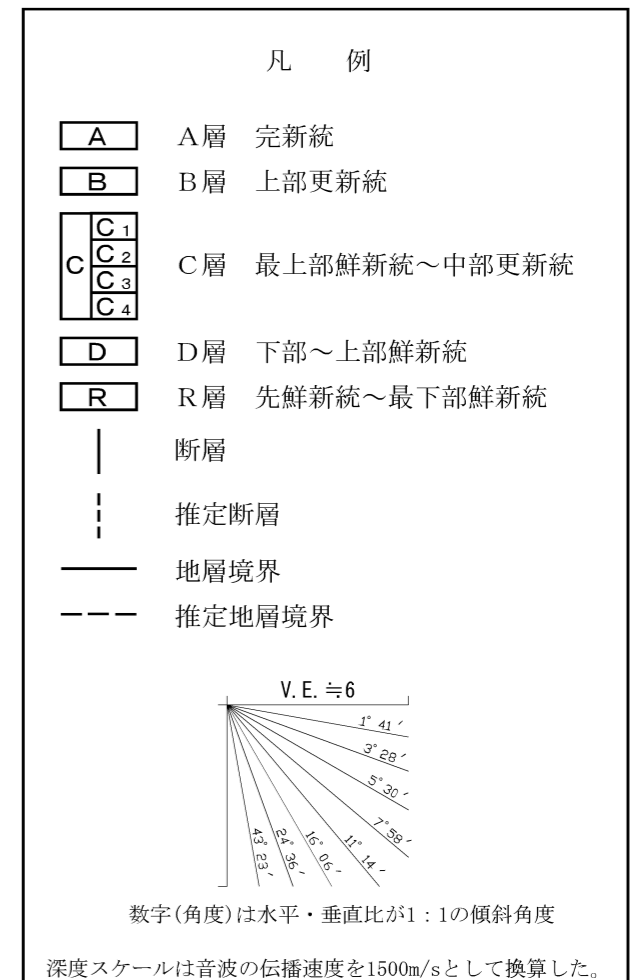 凡　例
A　A層　完新統
B　B層　上部更新統
C　C1　C2　C3　C4　C層　最上部鮮新統～中部更新統
D　D層　下部～上部鮮新統
R　R層　先鮮新統～最下部鮮新統
断層
推定断層
地層境界
推定地層境界
V.E.≒6
1°41′
3°28′
5°30′
7°58′
11°14′
16°06′
24°36′
43°23′
数字(角度)は水平・垂直比が1：1の傾斜角度
深度スケールは音波の伝播速度を1500m/sとして換算した。